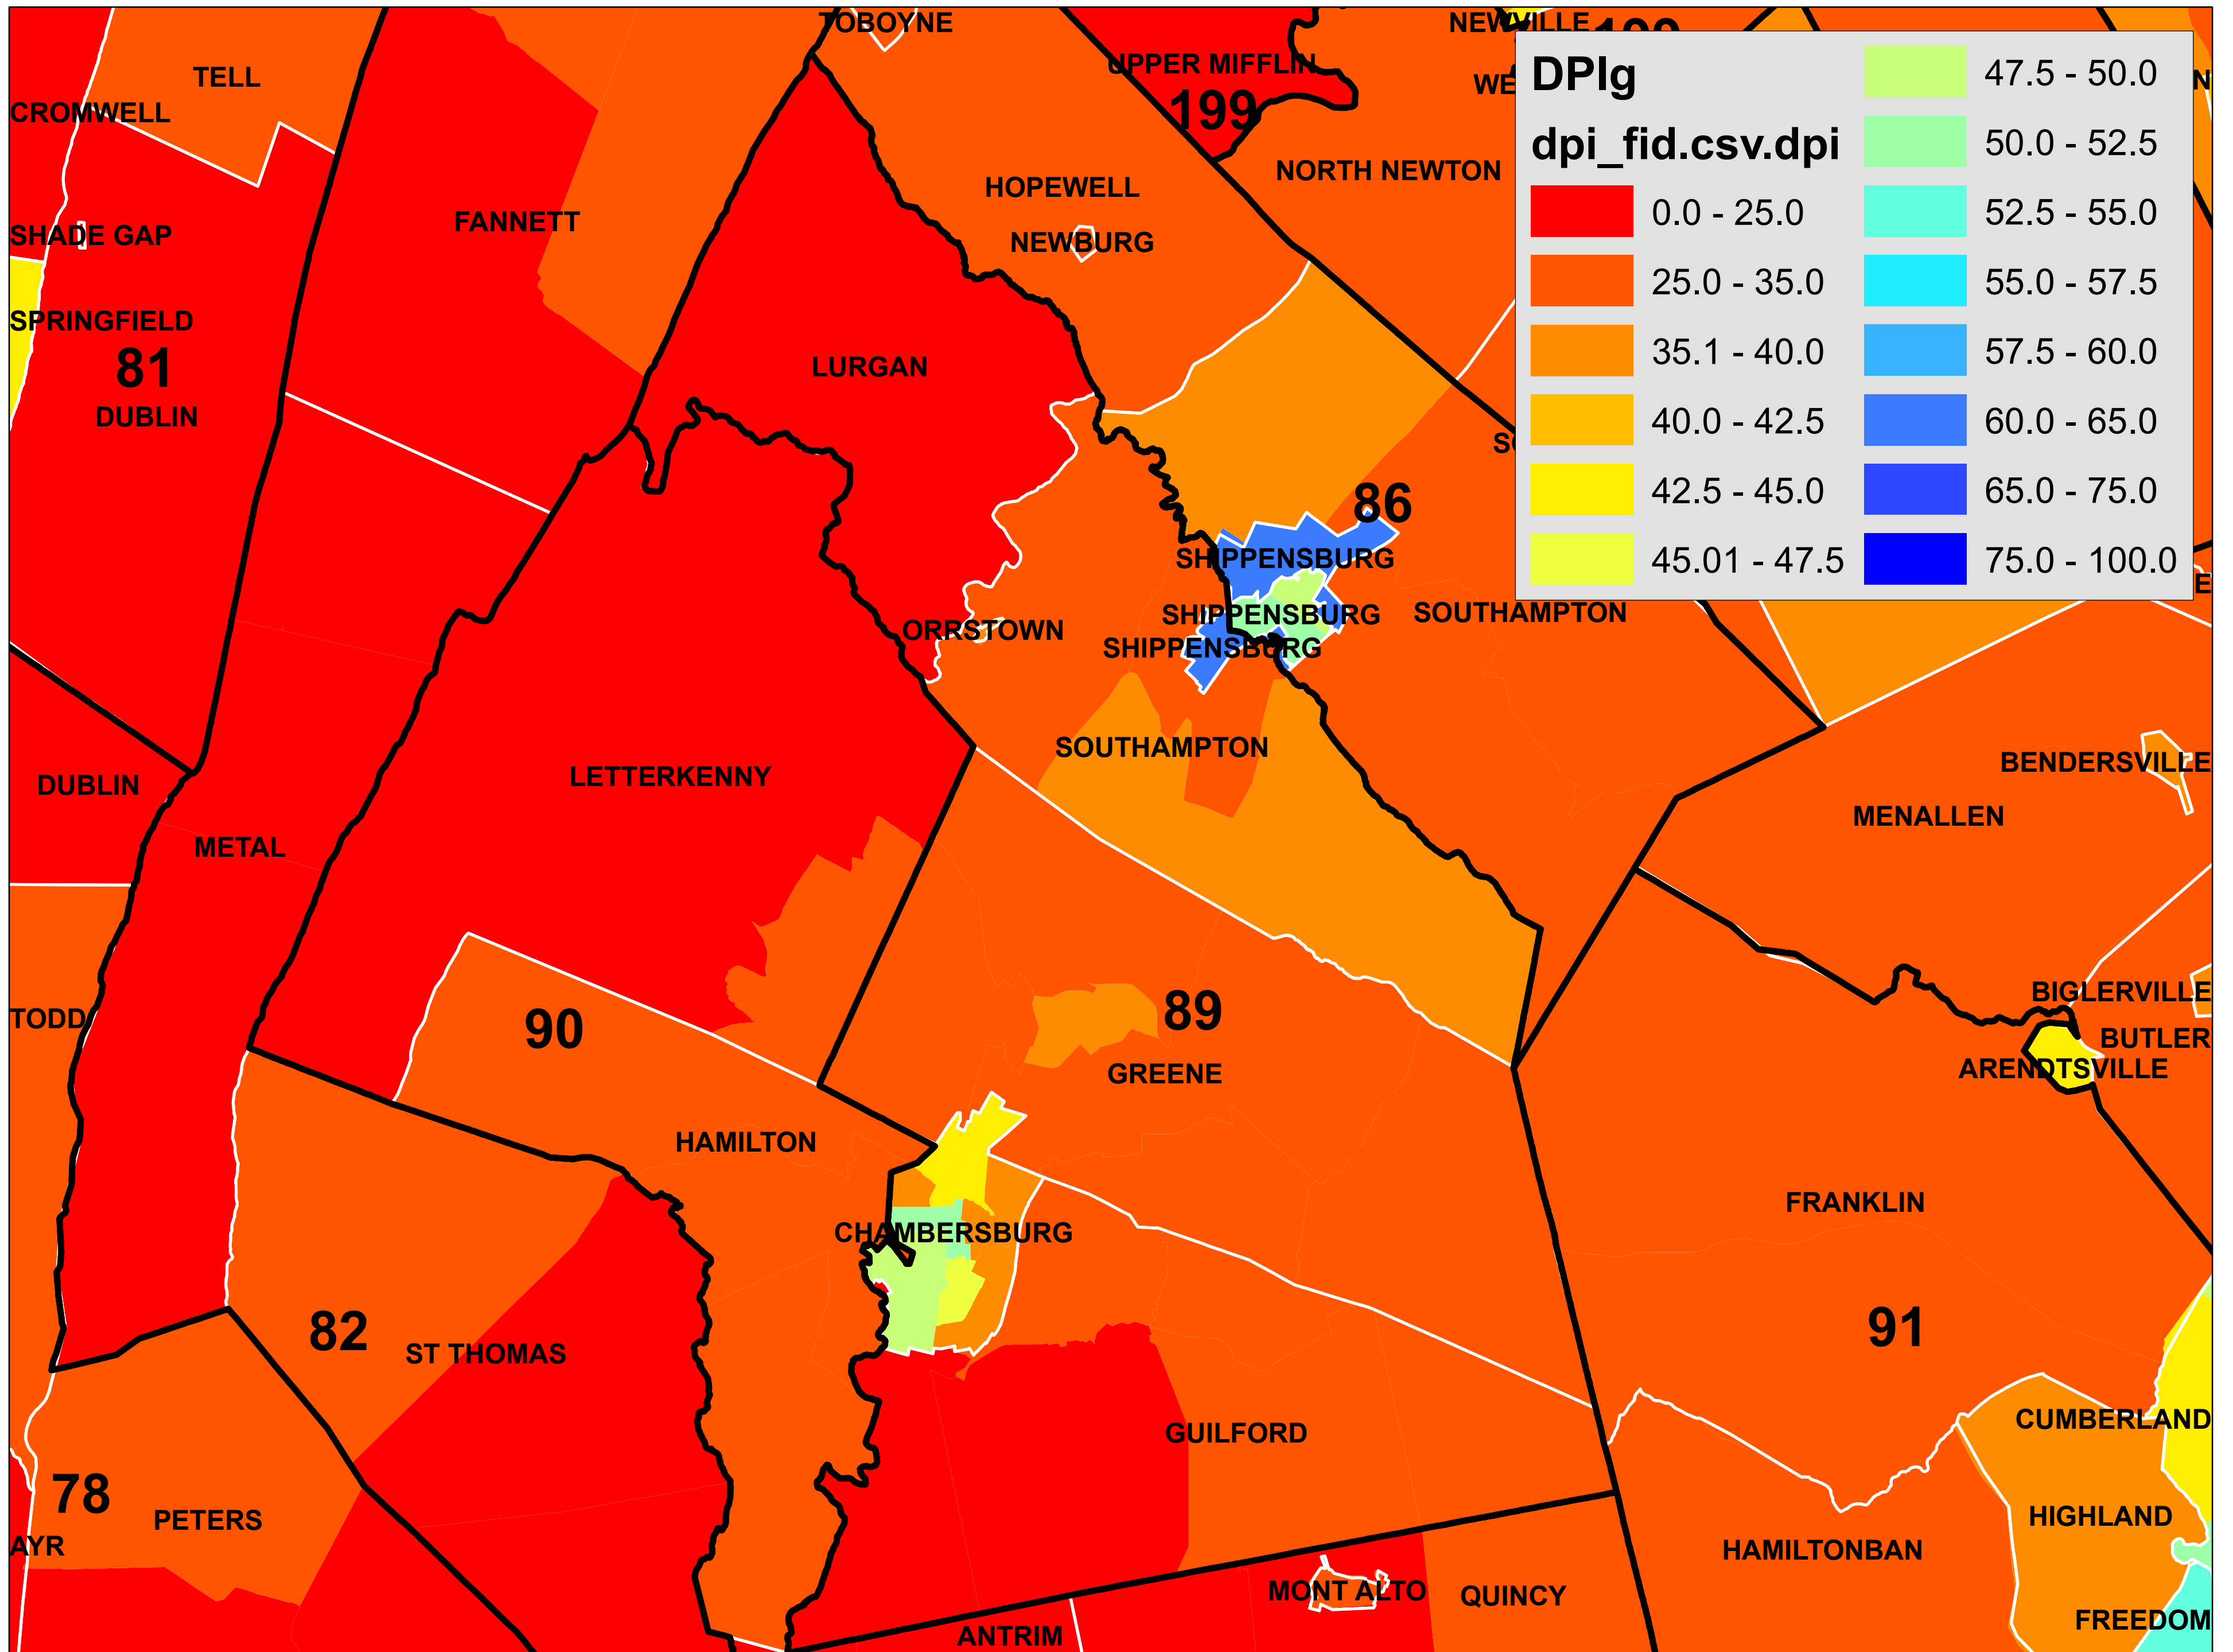 TOBOYNE
NEWVILLE
TELL
UPPER MIFFLIN
CROMWELL
199
NORTH NEWTON
HOPEWELL
FANNETT
SHADE GAP
NEWBURG
SPRINGFIELD
81
LURGAN
DUBLIN
86
SHIPPENSBURG
SHIPPENSBURG
SOUTHAMPTON
ORRSTOWN
SHIPPENSBURG
SOUTHAMPTON
BENDERSVILLE
LETTERKENNY
DUBLIN
MENALLEN
METAL
BIGLERVILLE
89
TODD
90
BUTLER
ARENDTSVILLE
GREENE
HAMILTON
FRANKLIN
CHAMBERSBURG
91
82
ST THOMAS
CUMBERLAND
GUILFORD
78
HIGHLAND
PETERS
AYR
HAMILTONBAN
MONT ALTO
QUINCY
FREEDOM
ANTRIM
DPIg
dpi_fid.csv.dpi
0.0 - 25.0
25.0 - 35.0
35.1 - 40.0
40.0 - 42.5
42.5 - 45.0
45.01 - 47.5
47.5 - 50.0
50.0 - 52.5
52.5 - 55.0
55.0 - 57.5
57.5 - 60.0
60.0 - 65.0
65.0 - 75.0
75.0 - 100.0